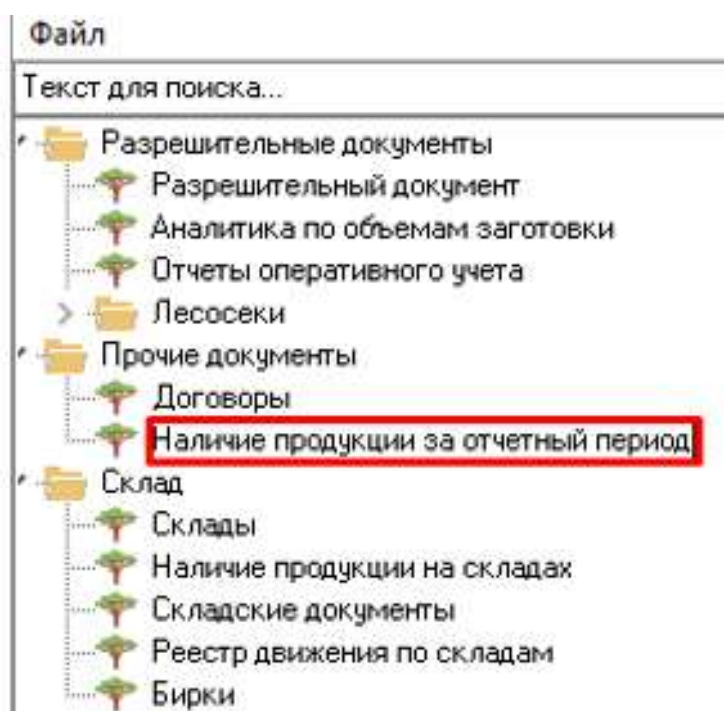 Файл
Текст для поиска...
Разрешительные документы
Разрешительный документ
Аналитика по объемам заготовки
Отчеты оперативного учета
Лесосеки
Прочие документы
Договоры
Наличие продукции за отчетный период
Склад
Склады
Наличие продукции на складах
Складские документы
Реестр движения по складам
Бирки